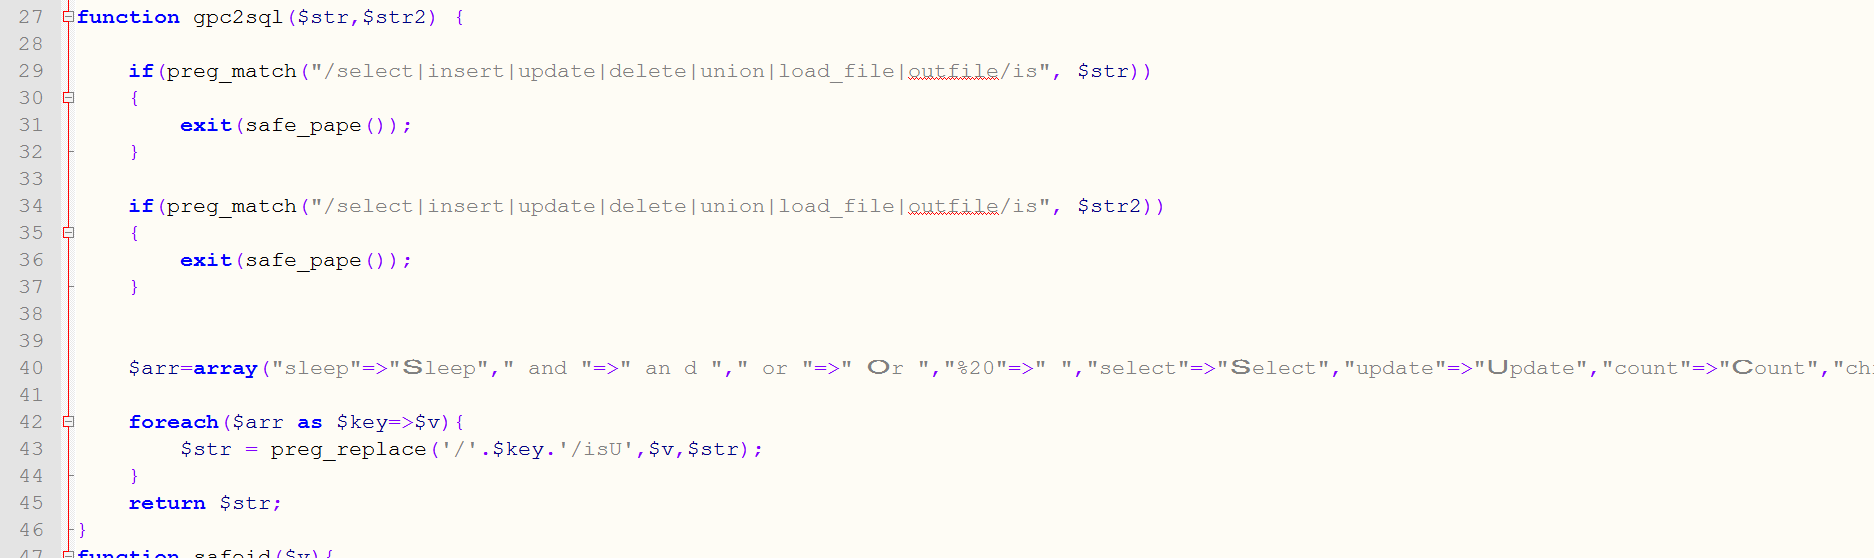 27 function gpc2sql($str,$str2) {
28
29 if(preg_match("/select|insert|update|delete|union|load_file|outfile/is", $str))
30 {
31 exit(safe_pape());
32 }
33
34 if(preg_match("/select|insert|update|delete|union|load_file|outfile/is", $str2))
35 {
36 exit(safe_pape());
37 }
38
39
40 $arr=array("sleep"=>"Sleep"," and "=>" an d "," or "=>" Or ","%20"=>" ","select"=>"Select","update"=>"Update","count"=>"Count","ch
41
42 foreach($arr as $key=>$v){
43 $str = preg_replace('/'.$key.'/isU',$v,$str);
44 }
45 return $str;
46 }
47 function safeid($v){